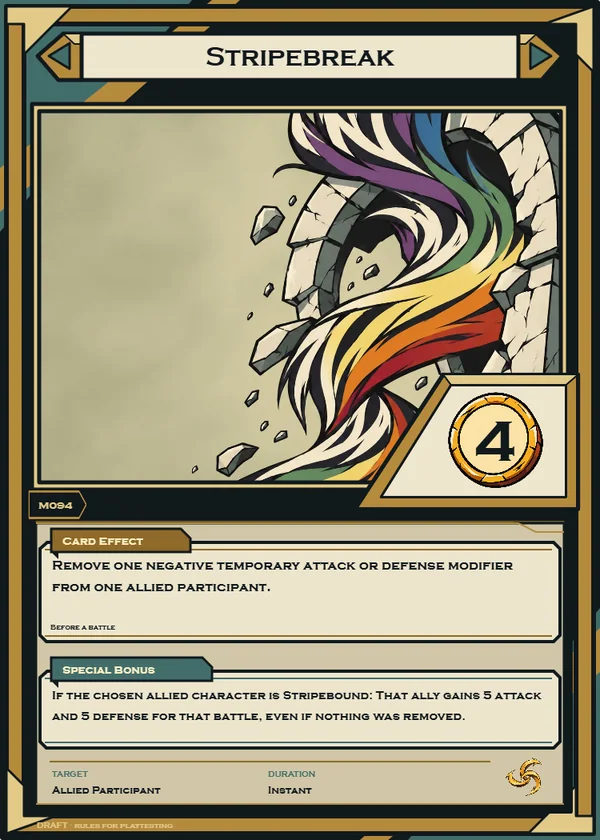 Stripebreak
4
M094
Card Effect
Remove one negative temporary attack or defense modifier
from one allied participant.
Before a battle
Special Bonus
If the chosen allied character is Stripebound: That ally gains 5 attack
and 5 defense for that battle, even if nothing was removed.
Target
Duration
Allied Participant
Instant
DRAFT · Rules for playtesting